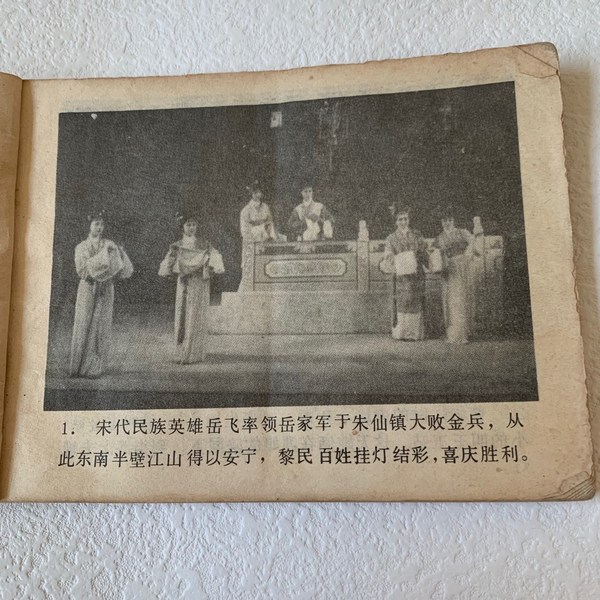 1. 宋代民族英雄岳飞率领岳家军于朱仙镇大败金兵，从
此东南半壁江山得以安宁，黎民百姓挂灯结彩，喜庆胜利。